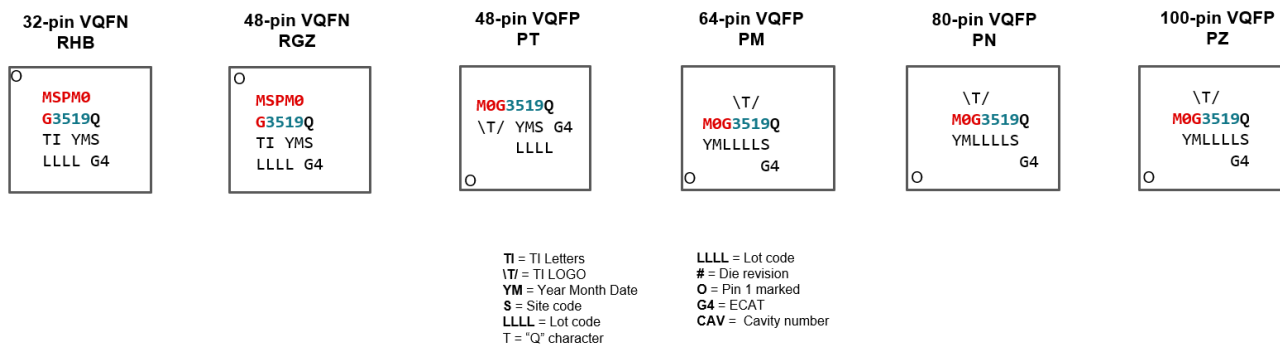 32-pin VQFN
RHB
O
MSPM0
G3519Q
TI YMS
LLLL G4
48-pin VQFN
RGZ
O
MSPM0
G3519Q
TI YMS
LLLL G4
48-pin VQFP
PT
M0G3519Q
\T/ YMS G4
LLLL
O
64-pin VQFP
PM
\T/
M0G3519Q
YMLLLLS
G4
O
80-pin VQFP
PN
\T/
M0G3519Q
YMLLLLS
G4
O
100-pin VQFP
PZ
\T/
M0G3519Q
YMLLLLS
G4
O
TI = TI Letters
\T/ = TI LOGO
YM = Year Month Date
S = Site code
LLLL = Lot code
T = "Q" character
LLLL = Lot code
# = Die revision
O = Pin 1 marked
G4 = ECAT
CAV = Cavity number